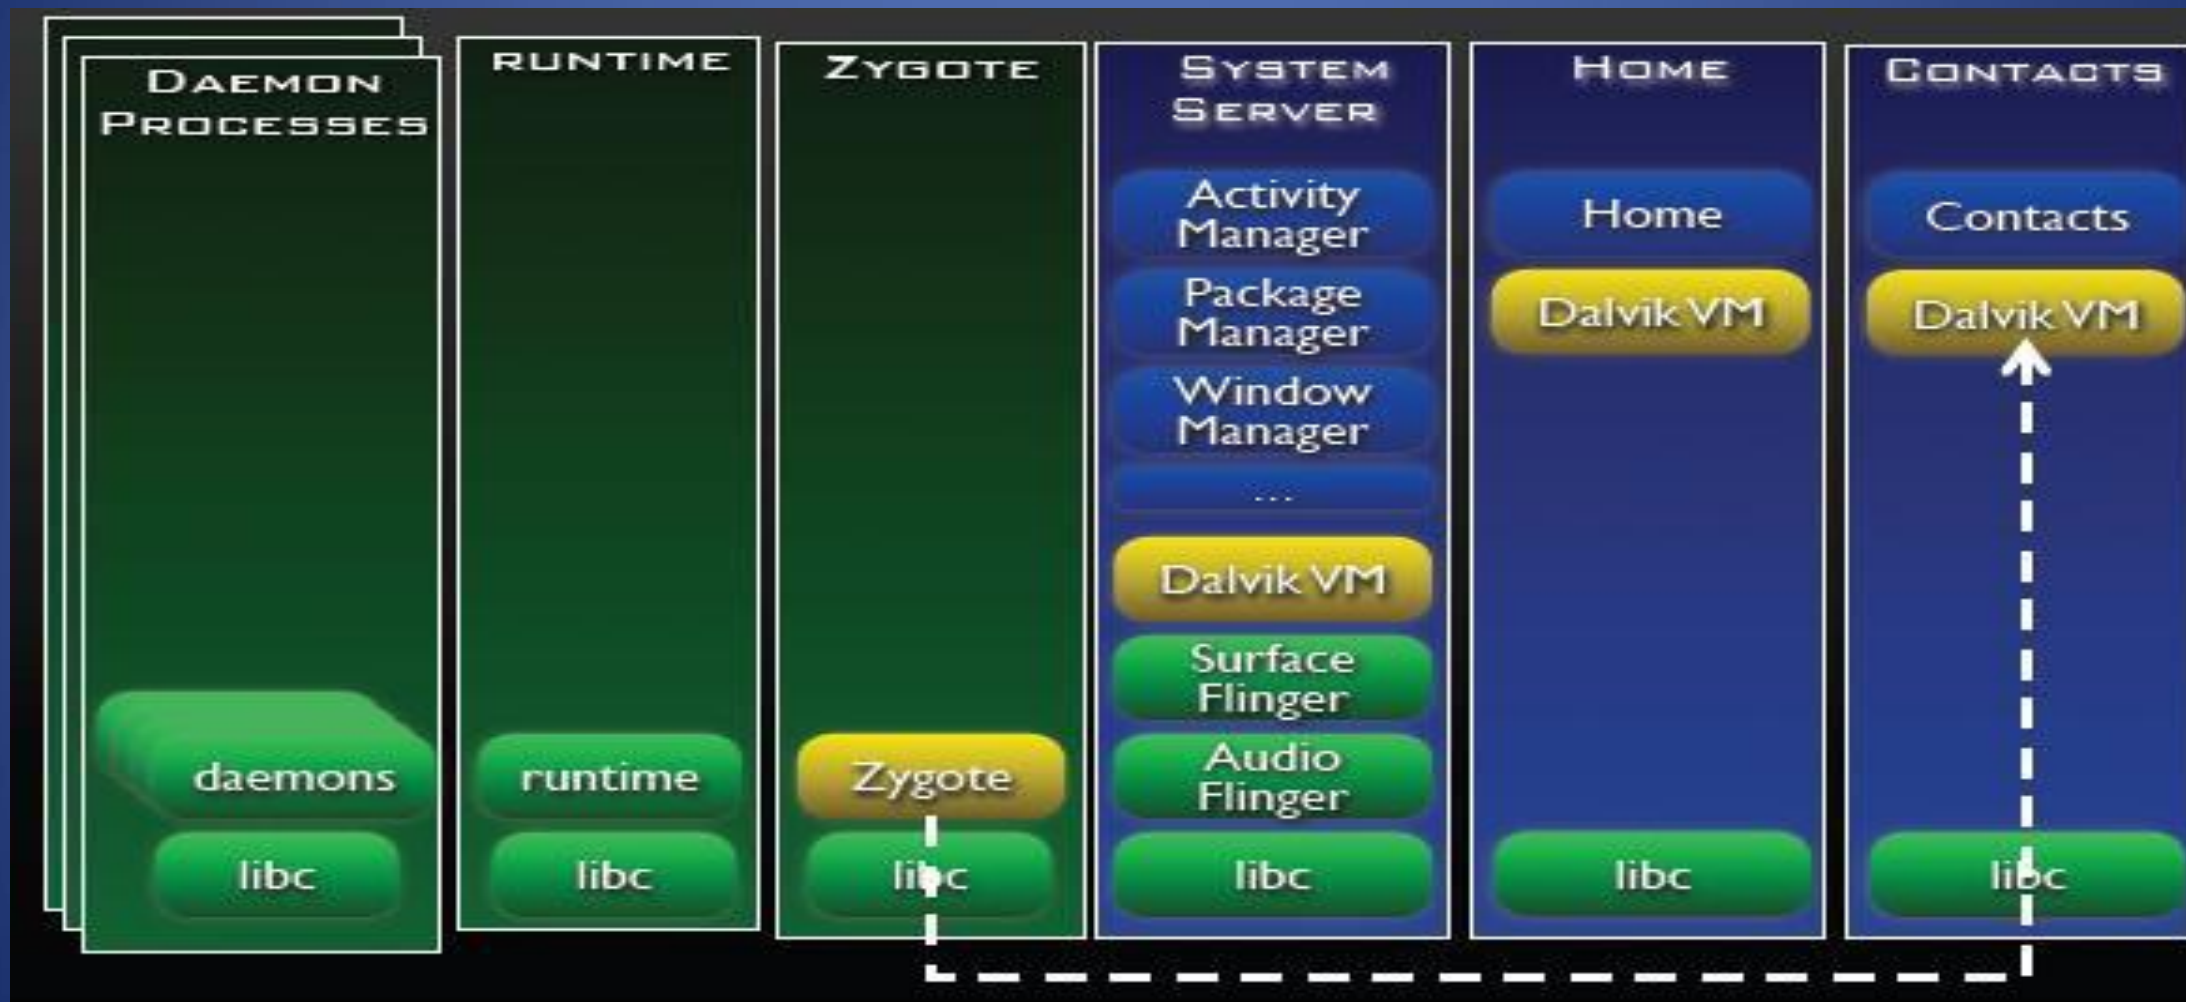 DAEMON
PROCESSES
daemons
libc
RUNTIME
runtime
libc
ZYGOTE
Zygote
libc
SYSTEM
SERVER
Activity
Manager
Package
Manager
Window
Manager
...
Dalvik VM
Surface
Flinger
Audio
Flinger
libc
HOME
Home
Dalvik VM
libc
CONTACTS
Contacts
Dalvik VM
libc